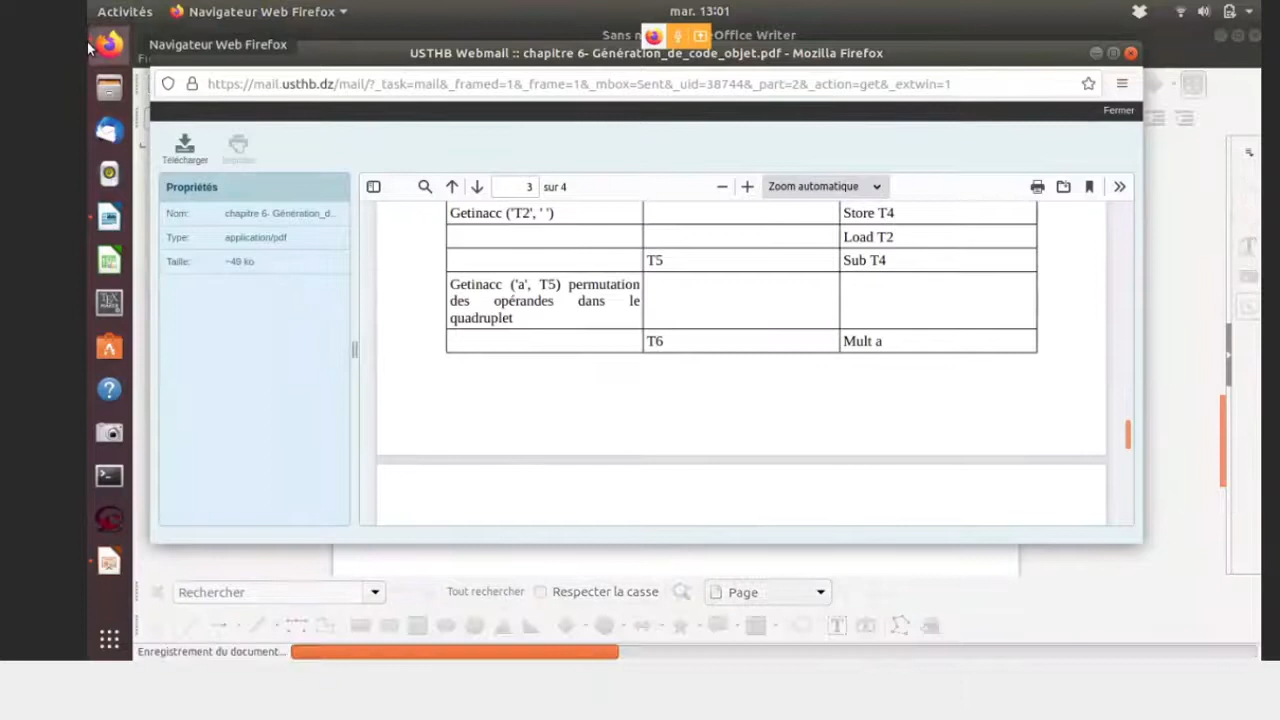 Activités
Navigateur Web Firefox
mar. 13:01
Sans n
Office Writer
Navigateur Web Firefox
Fi
USTHB Webmail :: chapitre 6- Génération_de_code_objet.pdf - Mozilla Firefox
https://mail.usthb.dz/mail/?_task=mail&_framed=1&_frame=1&_mbox=Sent&_uid=38744&_part=2&_action=get&_extwin=1
Fermer
Télécharger
Imprimer
Propriétés
3 sur 4
Zoom automatique
Nom: chapitre 6- Génération_d...
Type: application/pdf
Taille: ~49 ko
Getinacc ('T2', ' ') Store T4
Load T2
T5 Sub T4
Getinacc ('a', T5) permutation
des opérandes dans le
quadruplet
T6 Mult a
Rechercher
Tout rechercher
Respecter la casse
Page
Enregistrement du document...